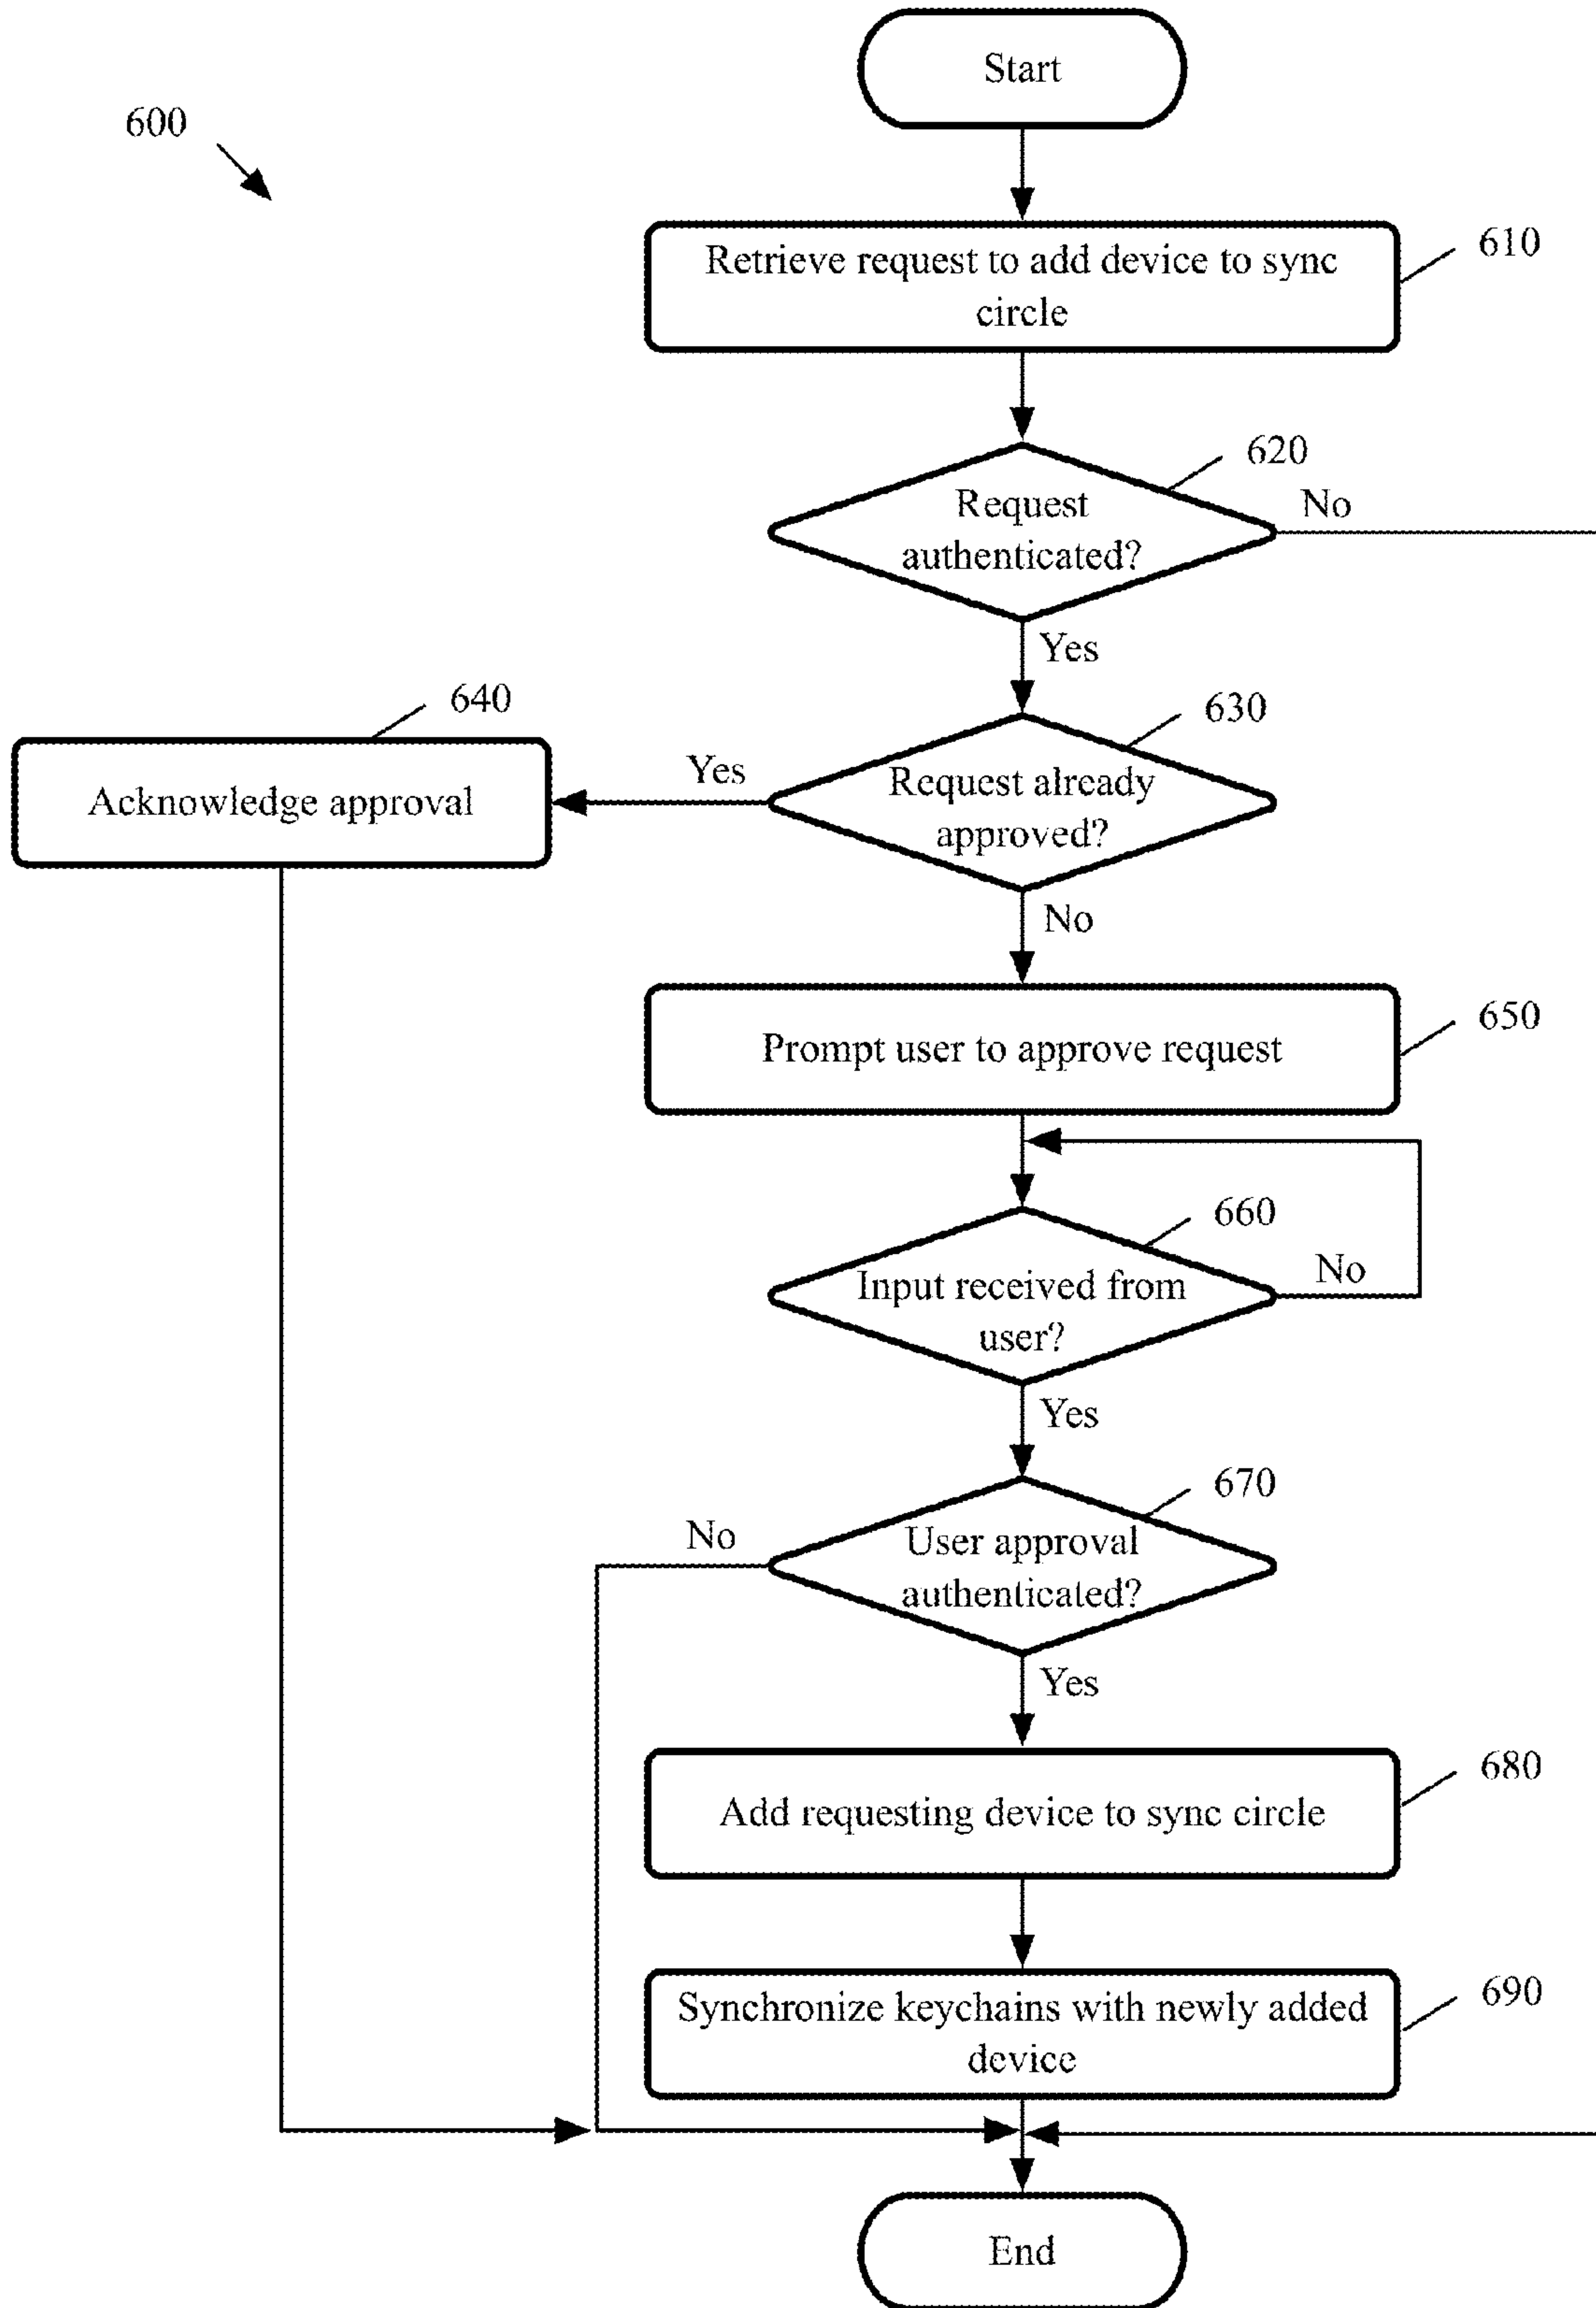 Start
600
Retrieve request to add device to sync
circle
610
620
Request
authenticated?
No
Yes
640
630
Acknowledge approval
Yes
Request already
approved?
No
Prompt user to approve request
650
660
Input received from
user?
No
Yes
670
No
User approval
authenticated?
Yes
Add requesting device to sync circle
680
Synchronize keychains with newly added
device
690
End